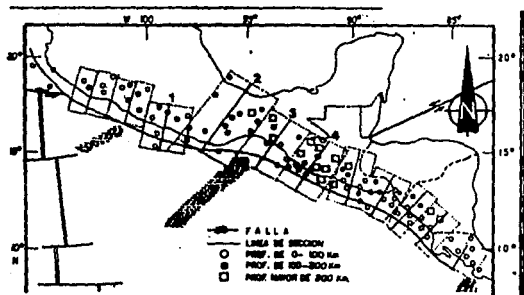 W 100 95° 90° 85°
20° 20°
1 2 3 4
N
15° 15°
10° 10°
N
FALLA
LINEA DE SECCION
PROF. DE 0-100 Km
PROF. DE 100-200 Km
PROF. MAYOR DE 200 Km.